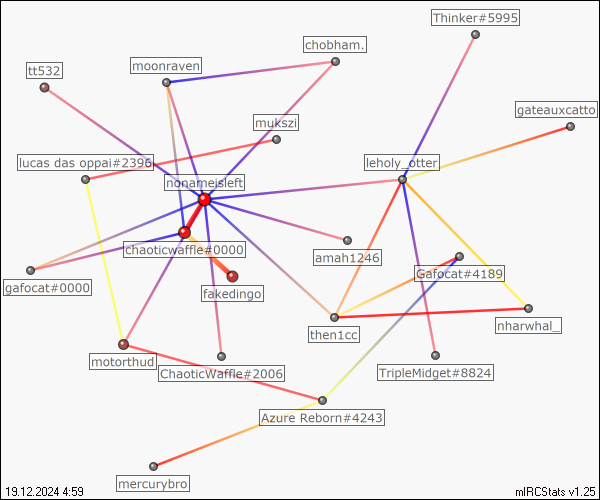 Thinker#5995
chobham.
moonraven
tt532
gateauxcatto
mukszi
lucas das oppai#2396
leholy_otter
nonameisleft
chaoticwaffle#0000
amah1246
Gafocat#4189
gafocat#0000
fakedingo
nharwhal_
then1cc
motorthud
ChaoticWaffle#2006
TripleMidget#8824
Azure Reborn#4243
mercurybro
19.12.2024 4:59
mIRCStats v1.25